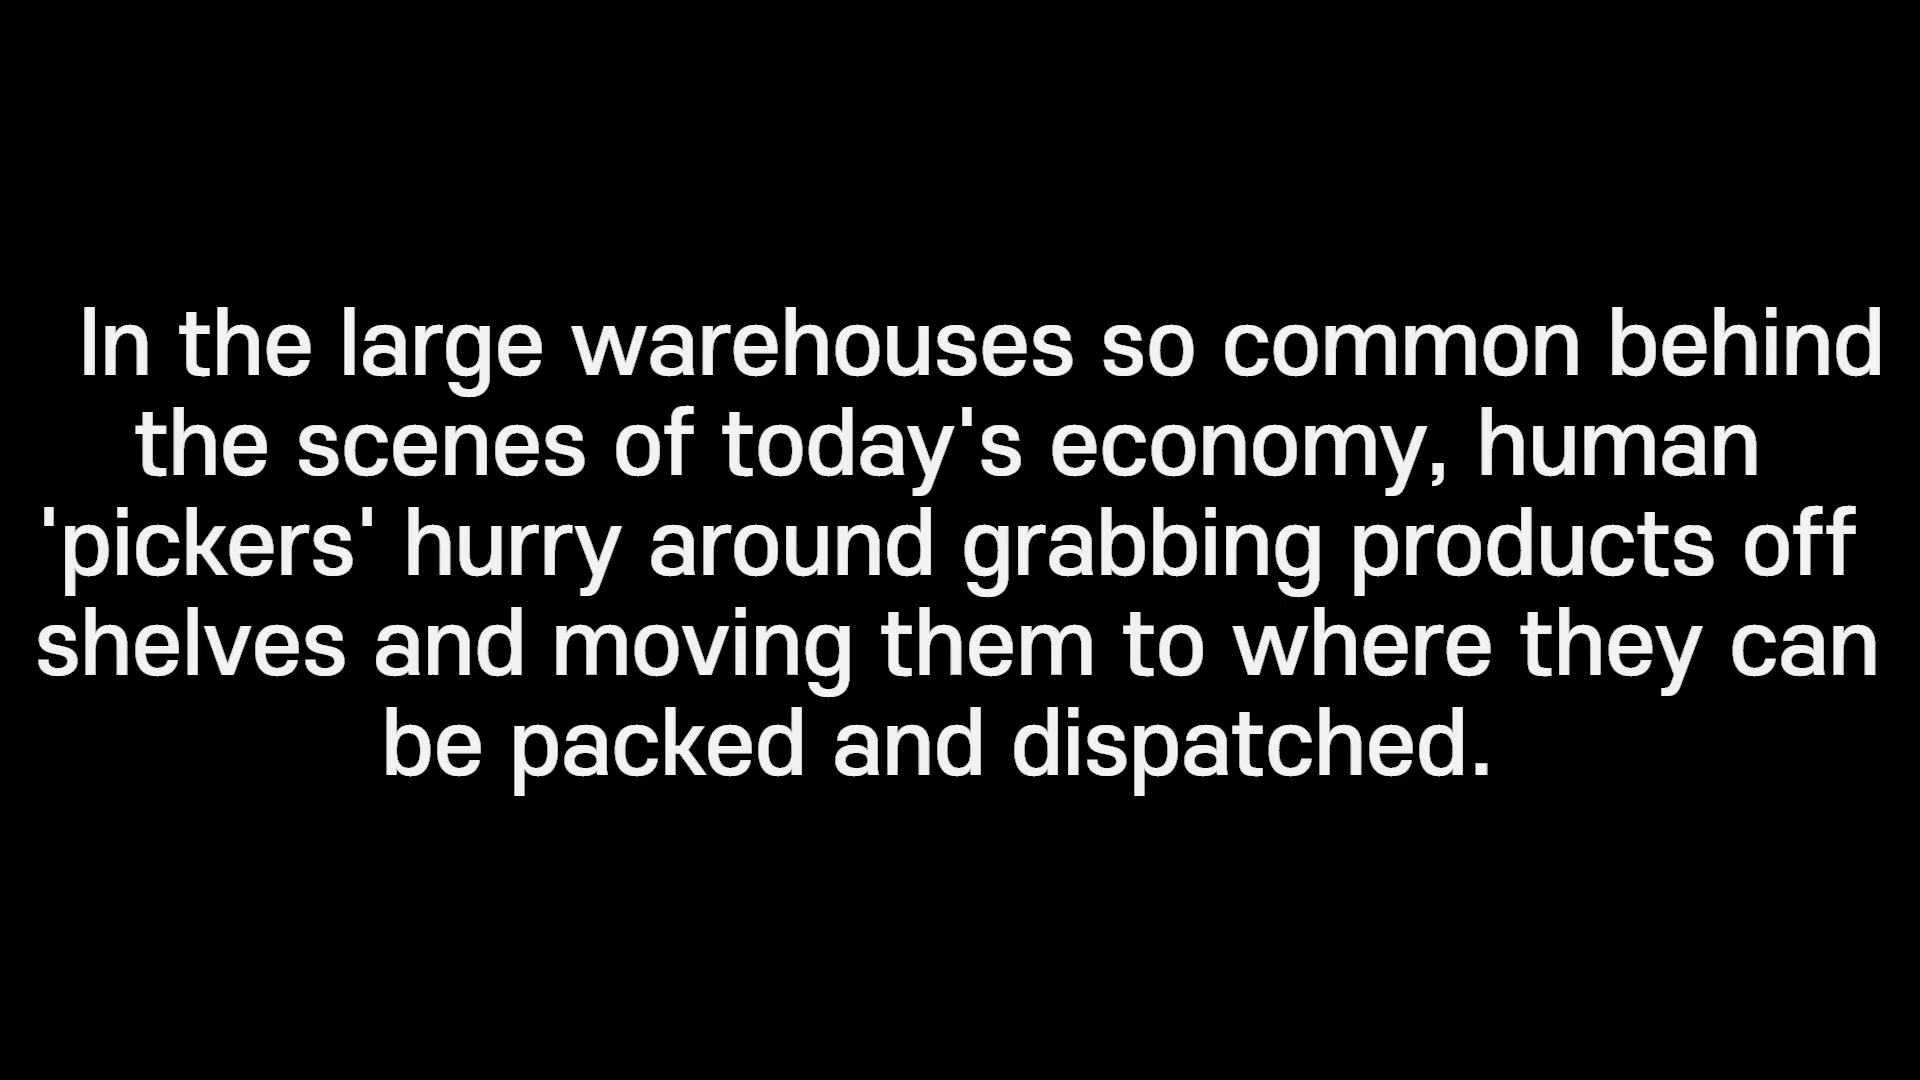 In the large warehouses so common behind
the scenes of today's economy, human
'pickers' hurry around grabbing products off
shelves and moving them to where they can
be packed and dispatched.